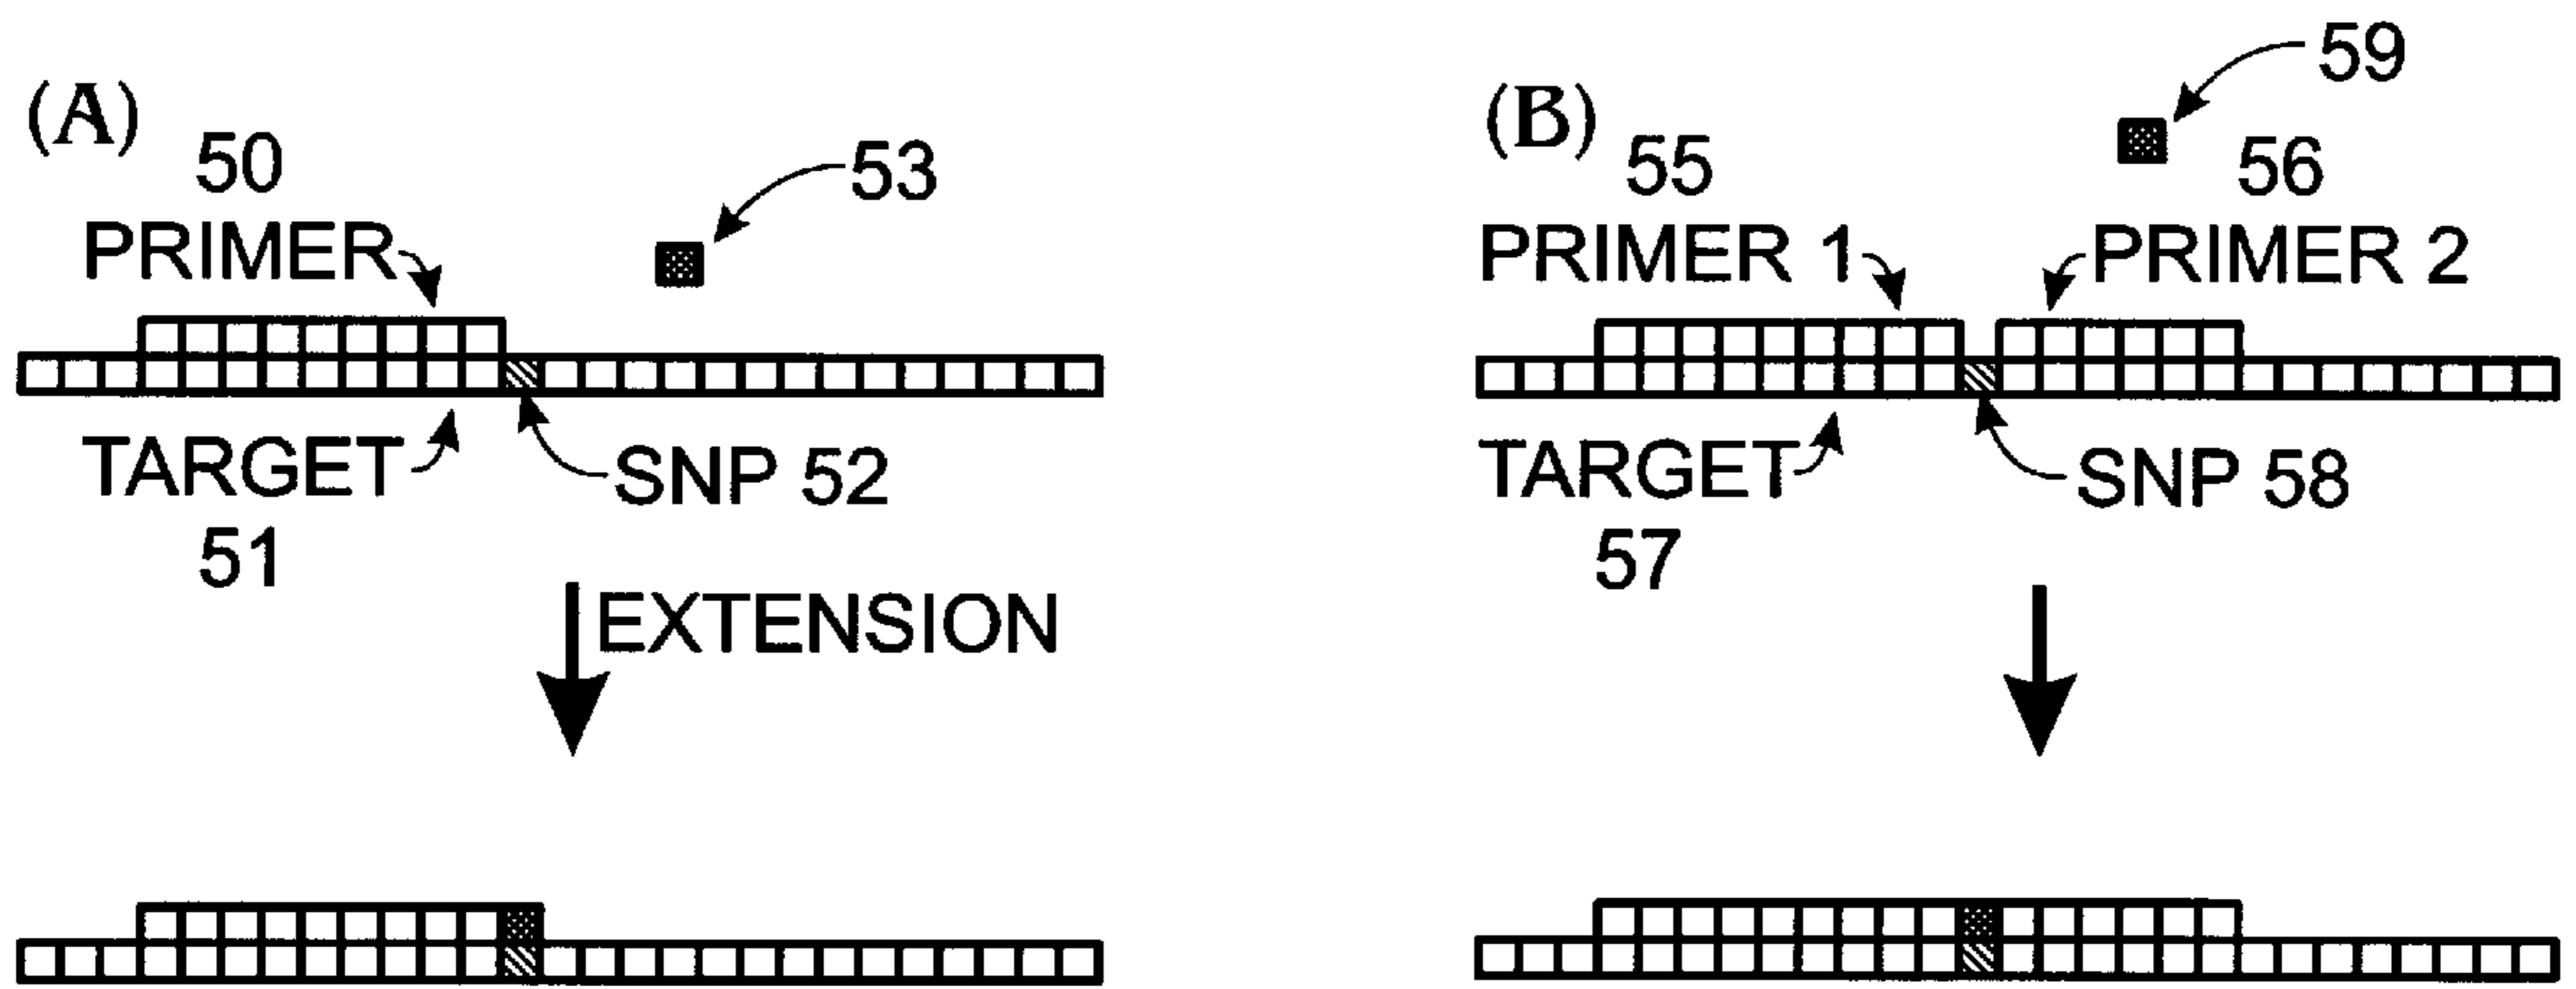 (A)
50
PRIMER
53
TARGET
51
SNP 52
EXTENSION
(B)
55
PRIMER 1
59
56
PRIMER 2
TARGET
57
SNP 58